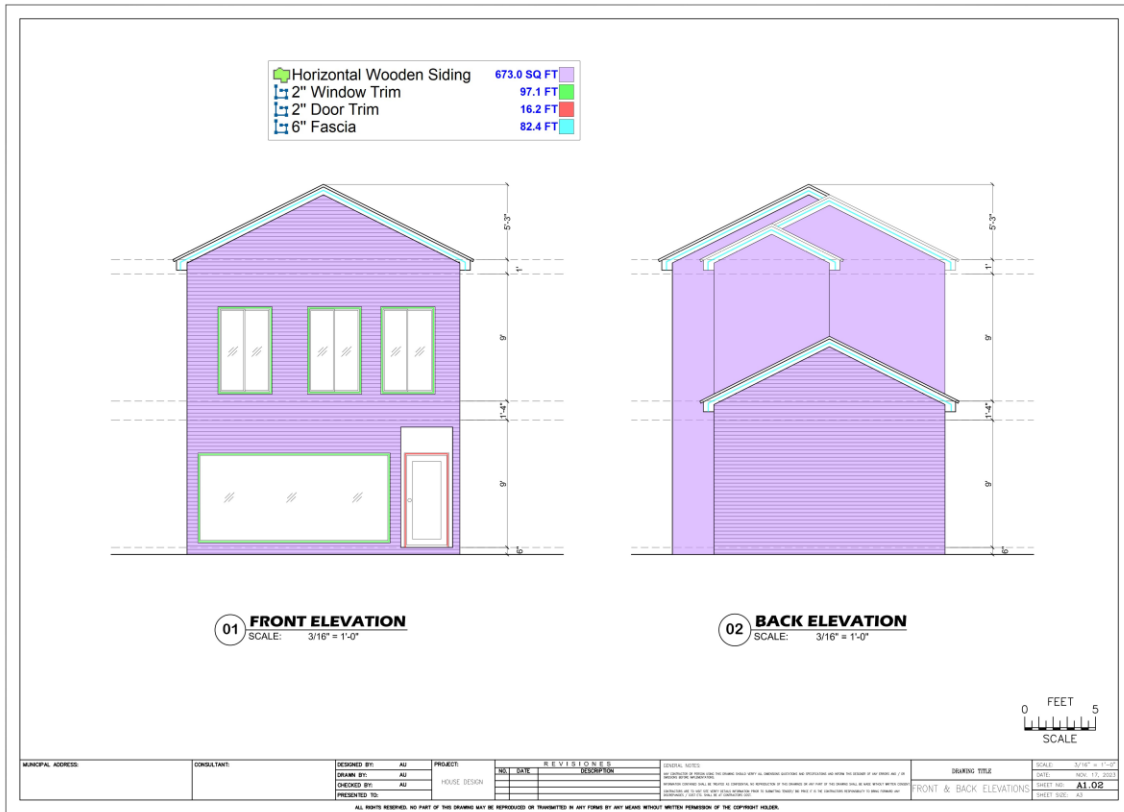 Horizontal Wooden Siding 673.0 SQ FT
2" Window Trim 97.1 FT
2" Door Trim 16.2 FT
6" Fascia 82.4 FT
5'-3"
1'
9'
1'-4"
9'
6"
5'-3"
1'
9'
1'-4"
9'
6"
01 FRONT ELEVATION
SCALE: 3/16" = 1'-0"
02 BACK ELEVATION
SCALE: 3/16" = 1'-0"
FEET
0 5
SCALE
MUNICIPAL ADDRESS:
CONSULTANT:
DESIGNED BY: AU
DRAWN BY: AU
CHECKED BY: AU
PRESENTED TO:
PROJECT:
HOUSE DESIGN
REVISIONES
NO. DATE DESCRIPTION
GENERAL NOTES:
DRAWING TITLE
FRONT & BACK ELEVATIONS
SCALE: 3/16" = 1'-0"
DATE: NOV. 17, 2023
SHEET NO.: A1.02
SHEET SIZE: A3
ALL RIGHTS RESERVED. NO PART OF THIS DRAWING MAY BE REPRODUCED OR TRANSMITTED IN ANY FORMS BY ANY MEANS WITHOUT WRITTEN PERMISSION OF THE COPYRIGHT HOLDER.